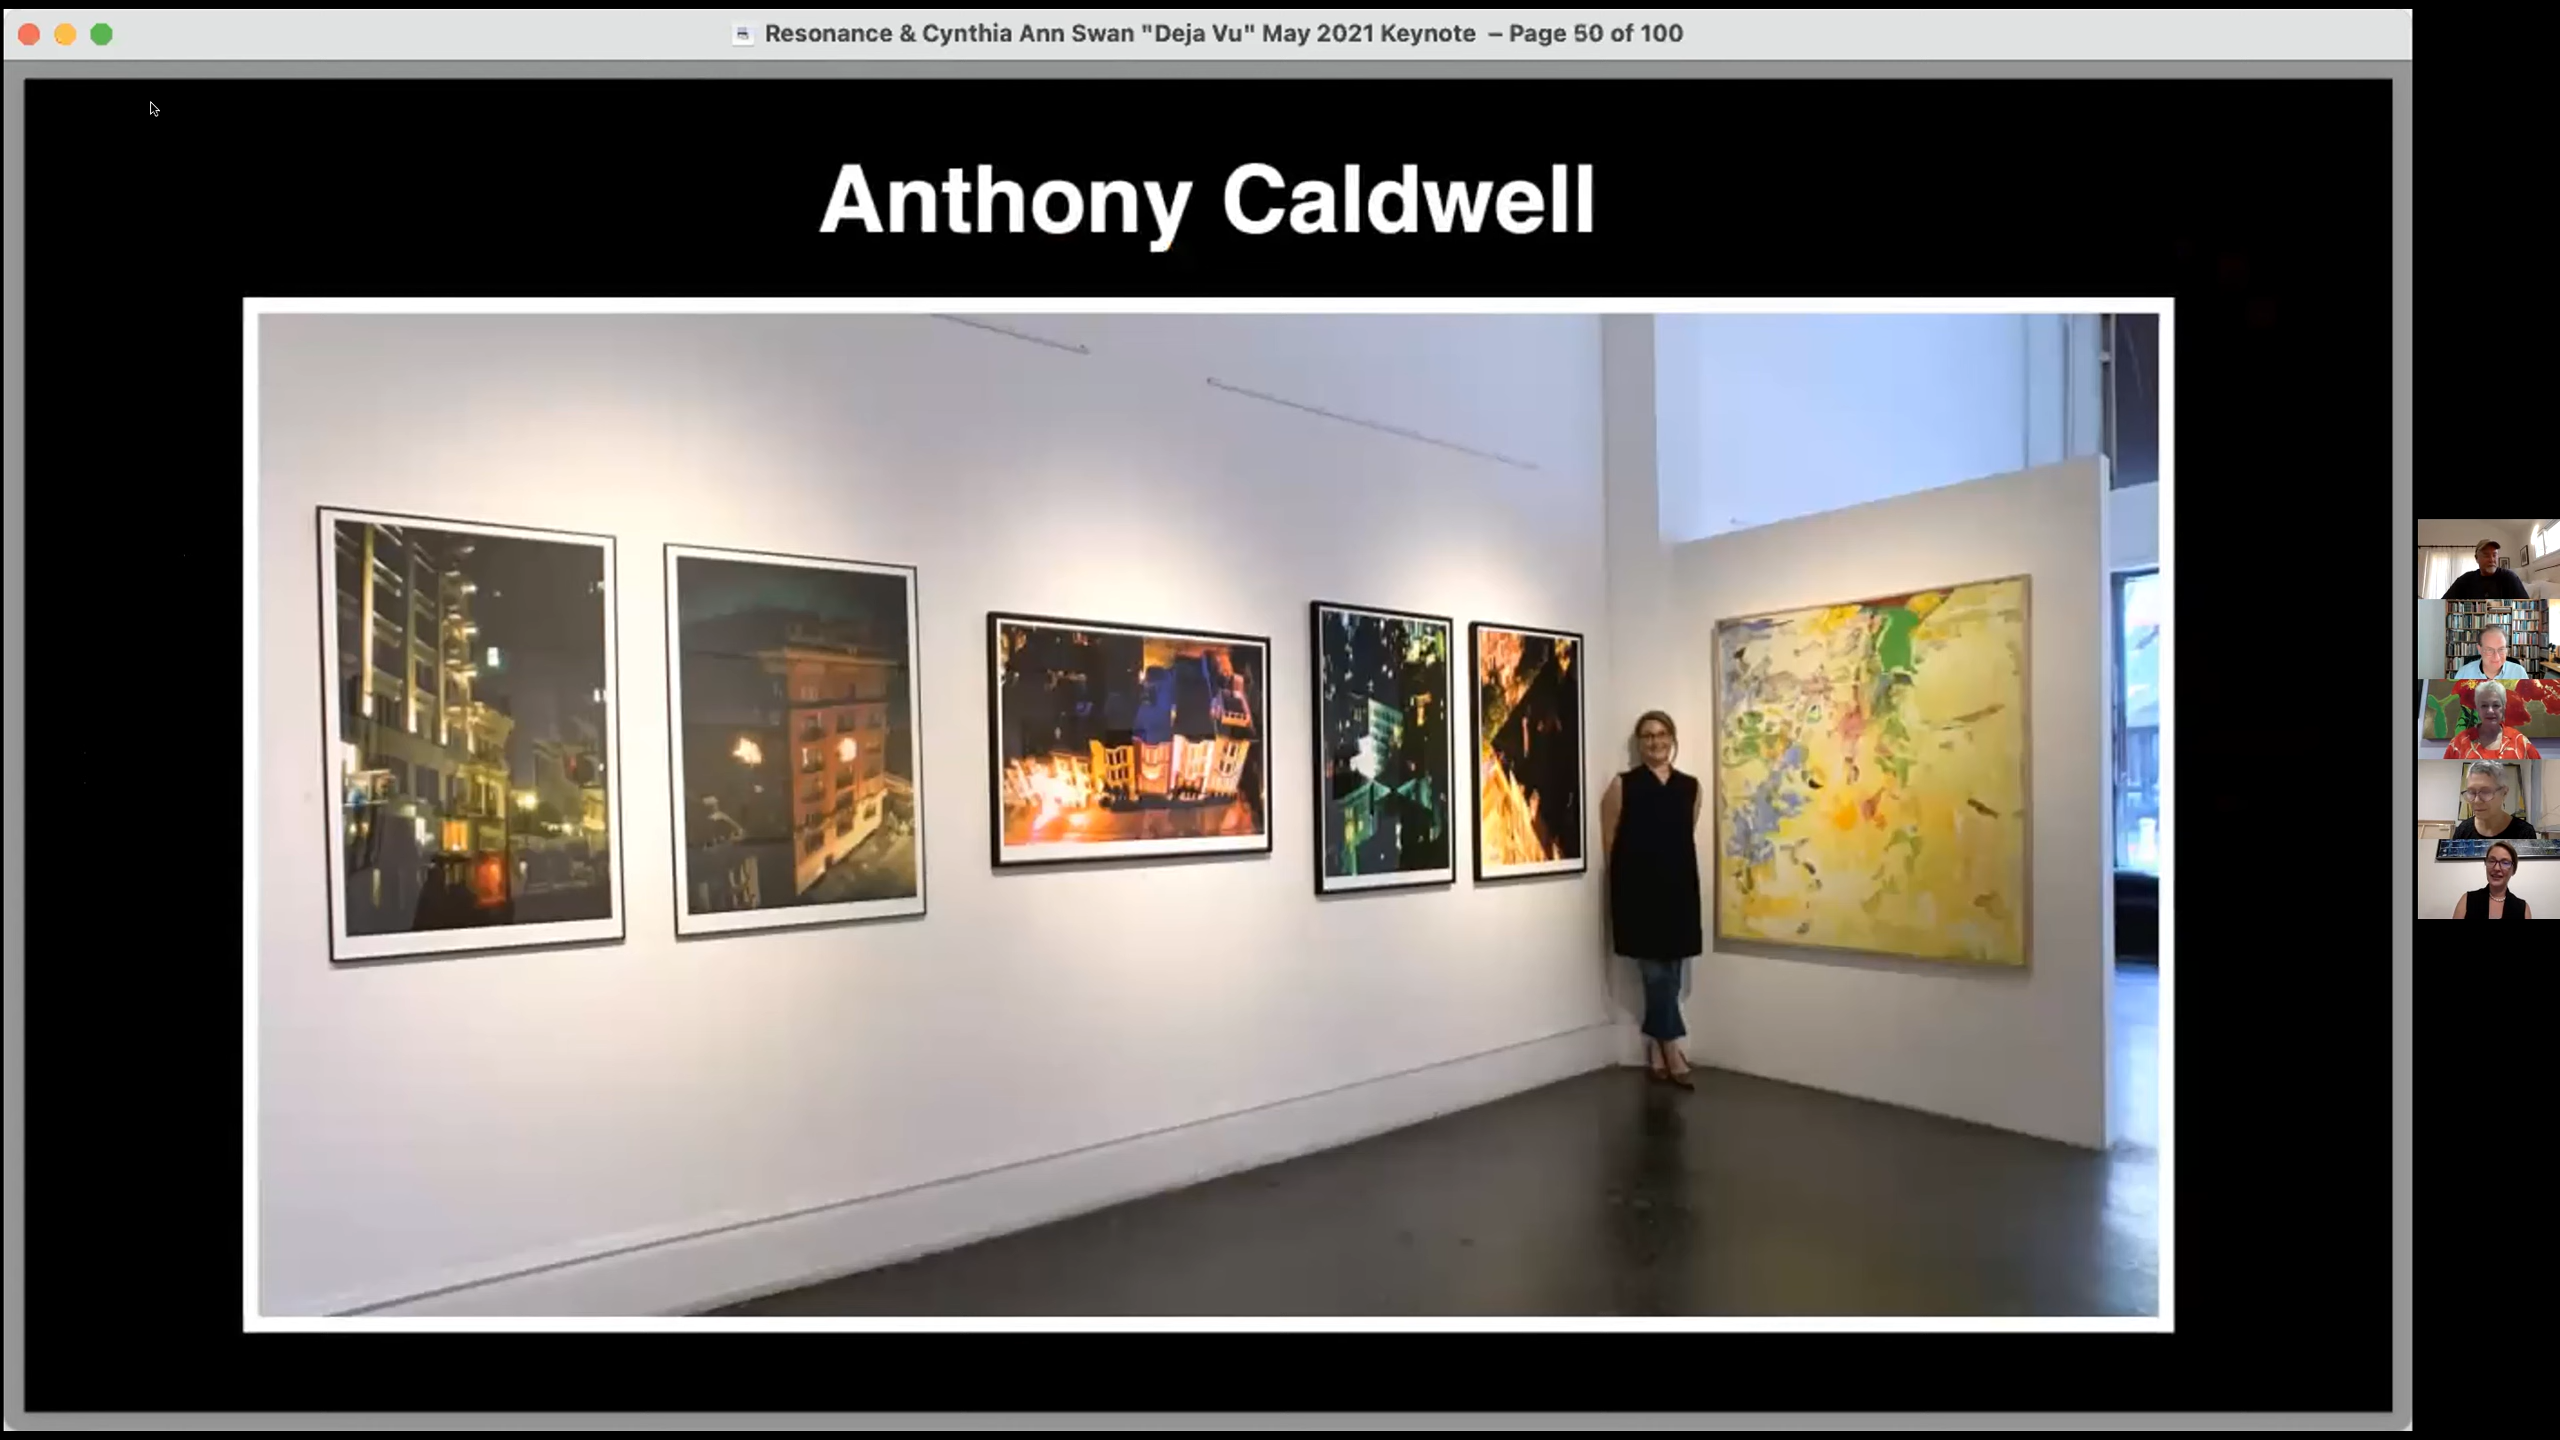 Resonance & Cynthia Ann Swan "Deja Vu" May 2021 Keynote – Page 50 of 100
Anthony Caldwell